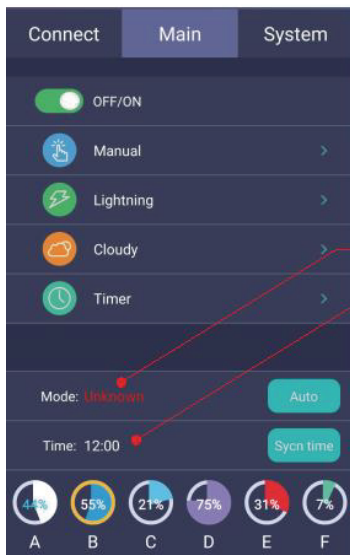 Connect Main System
OFF/ON
Manual
Lightning
Cloudy
Timer
Mode: Unknown Auto
Time: 12:00 Sycn time
44% 55% 21% 75% 31% 7%
A B C D E F